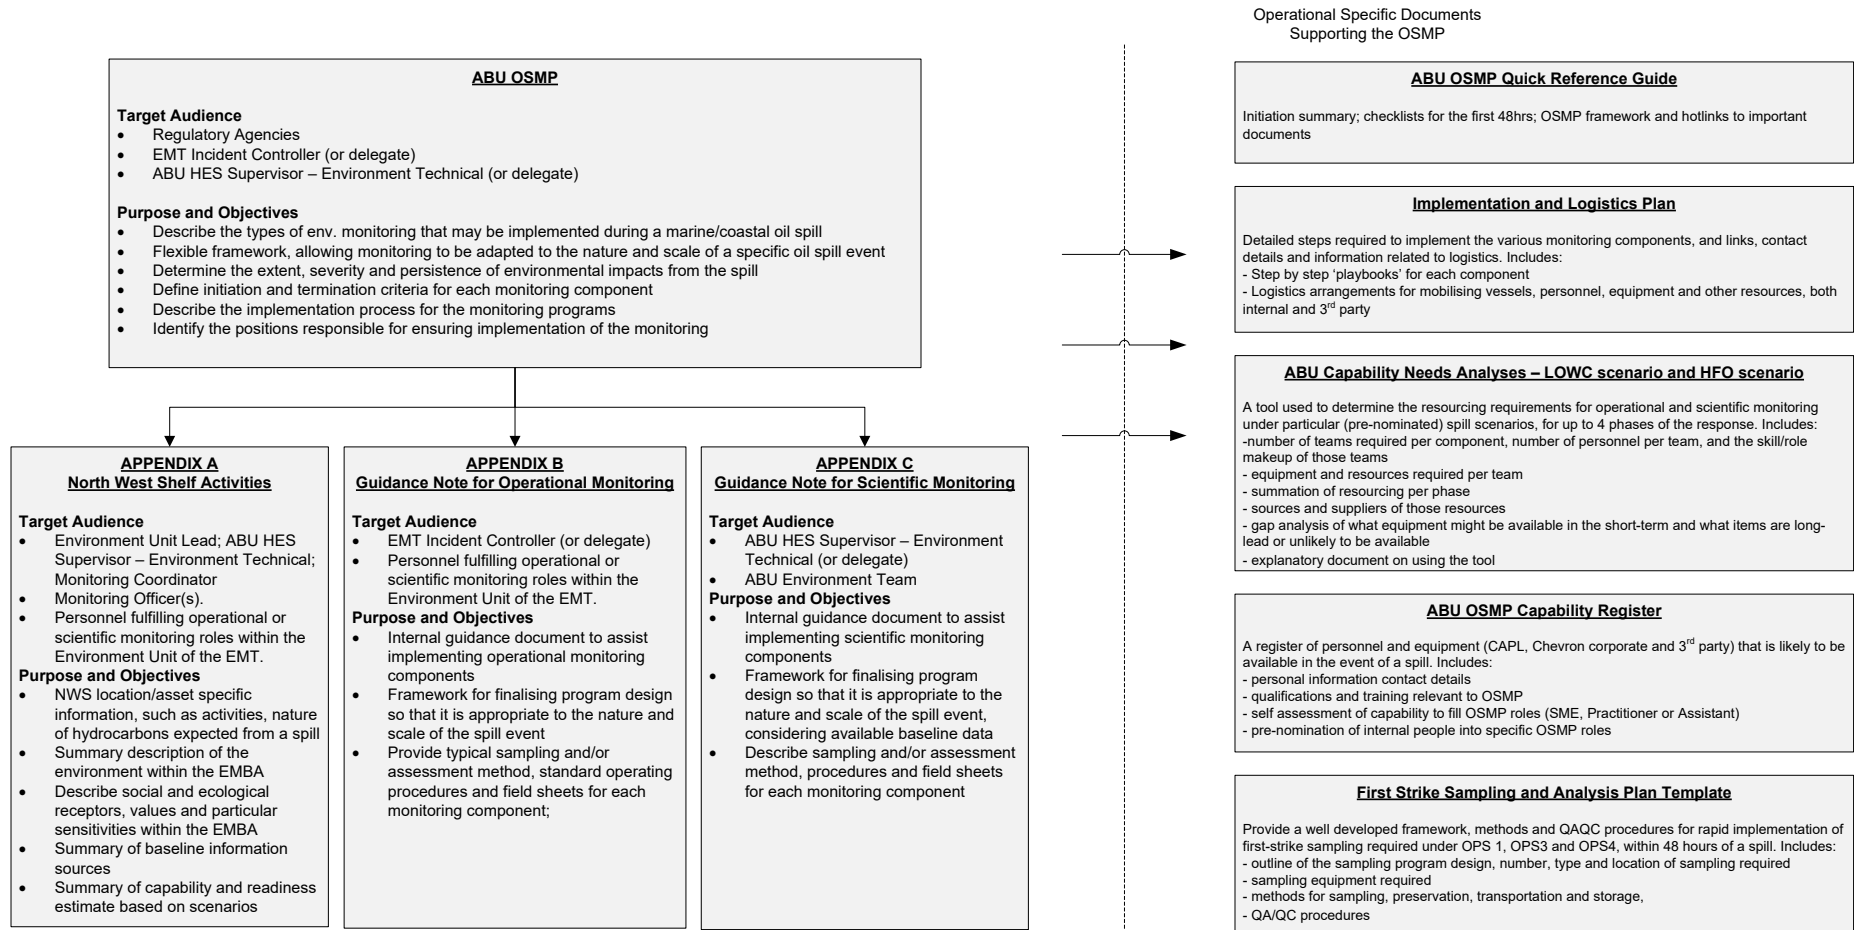 Operational Specific Documents
Supporting the OSMP
ABU OSMP
Target Audience
• Regulatory Agencies
• EMT Incident Controller (or delegate)
• ABU HES Supervisor – Environment Technical (or delegate)
Purpose and Objectives
• Describe the types of env. monitoring that may be implemented during a marine/coastal oil spill
• Flexible framework, allowing monitoring to be adapted to the nature and scale of a specific oil spill event
• Determine the extent, severity and persistence of environmental impacts from the spill
• Define initiation and termination criteria for each monitoring component
• Describe the implementation process for the monitoring programs
• Identify the positions responsible for ensuring implementation of the monitoring
APPENDIX A
North West Shelf Activities
Target Audience
• Environment Unit Lead; ABU HES
Supervisor – Environment Technical;
Monitoring Coordinator
• Monitoring Officer(s).
• Personnel fulfilling operational or
scientific monitoring roles within the
Environment Unit of the EMT.
Purpose and Objectives
• NWS location/asset specific
information, such as activities, nature
of hydrocarbons expected from a spill
• Summary description of the
environment within the EMBA
• Describe social and ecological
receptors, values and particular
sensitivities within the EMBA
• Summary of baseline information
sources
• Summary of capability and readiness
estimate based on scenarios
APPENDIX B
Guidance Note for Operational Monitoring
Target Audience
• EMT Incident Controller (or delegate)
• Personnel fulfilling operational or
scientific monitoring roles within the
Environment Unit of the EMT.
Purpose and Objectives
• Internal guidance document to assist
implementing operational monitoring
components
• Framework for finalising program design
so that it is appropriate to the nature and
scale of the spill event
• Provide typical sampling and/or
assessment method, standard operating
procedures and field sheets for each
monitoring component;
APPENDIX C
Guidance Note for Scientific Monitoring
Target Audience
• ABU HES Supervisor – Environment
Technical (or delegate)
• ABU Environment Team
Purpose and Objectives
• Internal guidance document to assist
implementing scientific monitoring
components
• Framework for finalising program
design so that it is appropriate to the
nature and scale of the spill event,
considering available baseline data
• Describe sampling and/or assessment
method, procedures and field sheets
for each monitoring component
ABU OSMP Quick Reference Guide
Initiation summary; checklists for the first 48hrs; OSMP framework and hotlinks to important
documents
Implementation and Logistics Plan
Detailed steps required to implement the various monitoring components, and links, contact
details and information related to logistics. Includes:
- Step by step ‘playbooks’ for each component
- Logistics arrangements for mobilising vessels, personnel, equipment and other resources, both
internal and 3rd party
ABU Capability Needs Analyses – LOWC scenario and HFO scenario
A tool used to determine the resourcing requirements for operational and scientific monitoring
under particular (pre-nominated) spill scenarios, for up to 4 phases of the response. Includes:
-number of teams required per component, number of personnel per team, and the skill/role
makeup of those teams
- equipment and resources required per team
- summation of resourcing per phase
- sources and suppliers of those resources
- gap analysis of what equipment might be available in the short-term and what items are long-
lead or unlikely to be available
- explanatory document on using the tool
ABU OSMP Capability Register
A register of personnel and equipment (CAPL, Chevron corporate and 3rd party) that is likely to be
available in the event of a spill. Includes:
- personal information contact details
- qualifications and training relevant to OSMP
- self assessment of capability to fill OSMP roles (SME, Practitioner or Assistant)
- pre-nomination of internal people into specific OSMP roles
First Strike Sampling and Analysis Plan Template
Provide a well developed framework, methods and QAQC procedures for rapid implementation of
first-strike sampling required under OPS 1, OPS3 and OPS4, within 48 hours of a spill. Includes:
- outline of the sampling program design, number, type and location of sampling required
- sampling equipment required
- methods for sampling, preservation, transportation and storage,
- QA/QC procedures